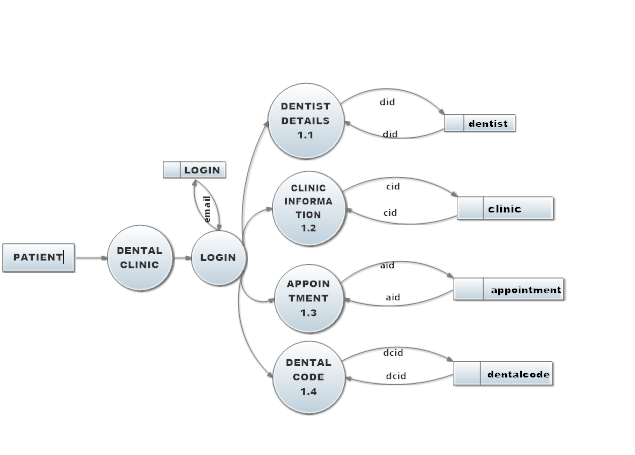 PATIENT
DENTAL
CLINIC
LOGIN
email
LOGIN
DENTIST
DETAILS
1.1
did
did
dentist
CLINIC
INFORMA
TION
1.2
cid
cid
clinic
APPOIN
TMENT
1.3
aid
aid
appointment
DENTAL
CODE
1.4
dcid
dcid
dentalcode